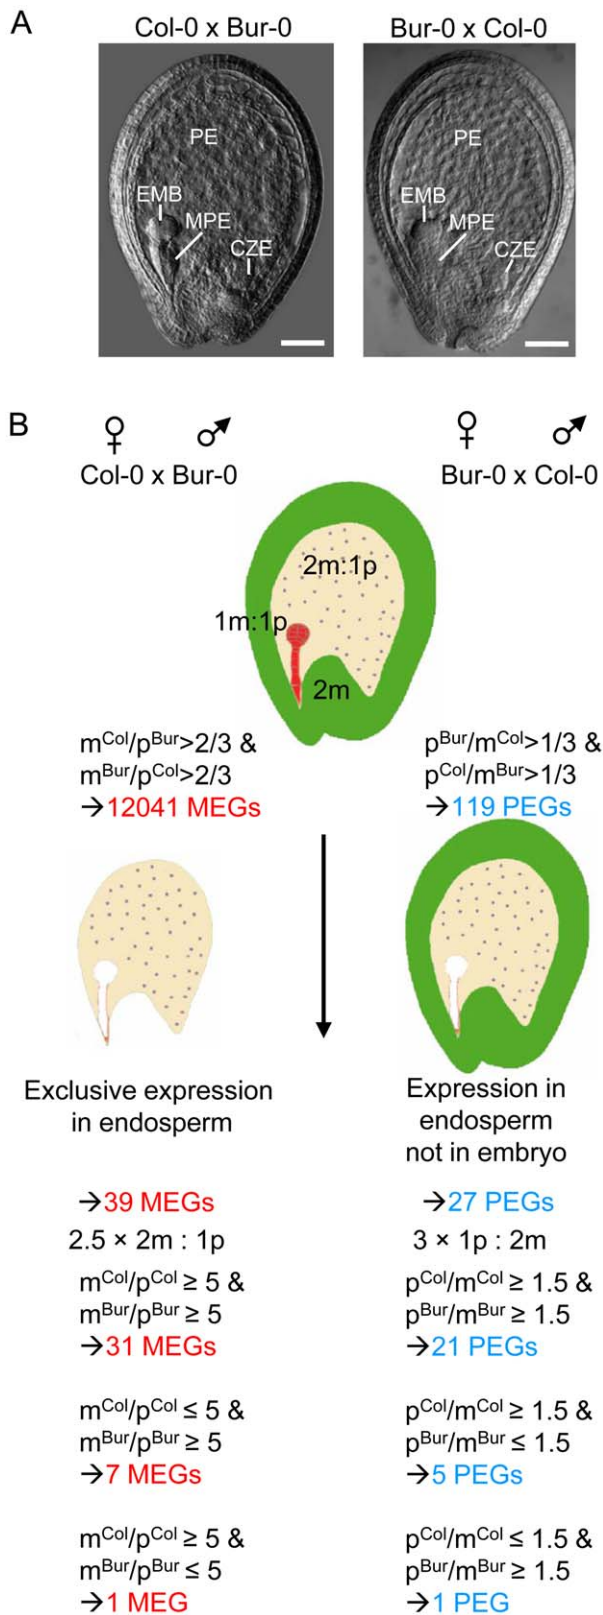 A
Col-0 x Bur-0
Bur-0 x Col-0
PE
EMB
MPE
CZE
PE
EMB
MPE
CZE
B
♀ ♂
Col-0 x Bur-0
♀ ♂
Bur-0 x Col-0
2m:1p
1m:1p
2m
m^Col/p^Bur>2/3 &
m^Bur/p^Col>2/3
→12041 MEGs
p^Bur/m^Col>1/3 &
p^Col/m^Bur>1/3
→119 PEGs
Exclusive expression
in endosperm
Expression in
endosperm
not in embryo
→39 MEGs
2.5 × 2m : 1p
m^Col/p^Col ≥ 5 &
m^Bur/p^Bur ≥ 5
→31 MEGs
m^Col/p^Col ≤ 5 &
m^Bur/p^Bur ≥ 5
→7 MEGs
m^Col/p^Col ≥ 5 &
m^Bur/p^Bur ≤ 5
→1 MEG
→27 PEGs
3 × 1p : 2m
p^Col/m^Col ≥ 1.5 &
p^Bur/m^Bur ≥ 1.5
→21 PEGs
p^Col/m^Col ≥ 1.5 &
p^Bur/m^Bur ≤ 1.5
→5 PEGs
p^Col/m^Col ≤ 1.5 &
p^Bur/m^Bur ≥ 1.5
→1 PEG